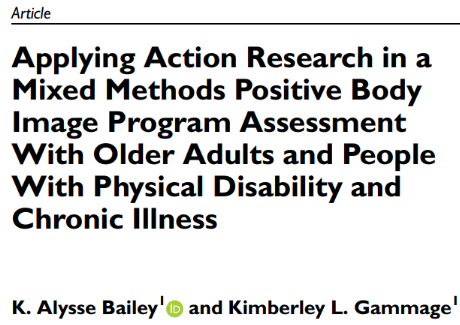 Article
Applying Action Research in a
Mixed Methods Positive Body
Image Program Assessment
With Older Adults and People
With Physical Disability and
Chronic Illness
K. Alysse Bailey1 iD and Kimberley L. Gammage1